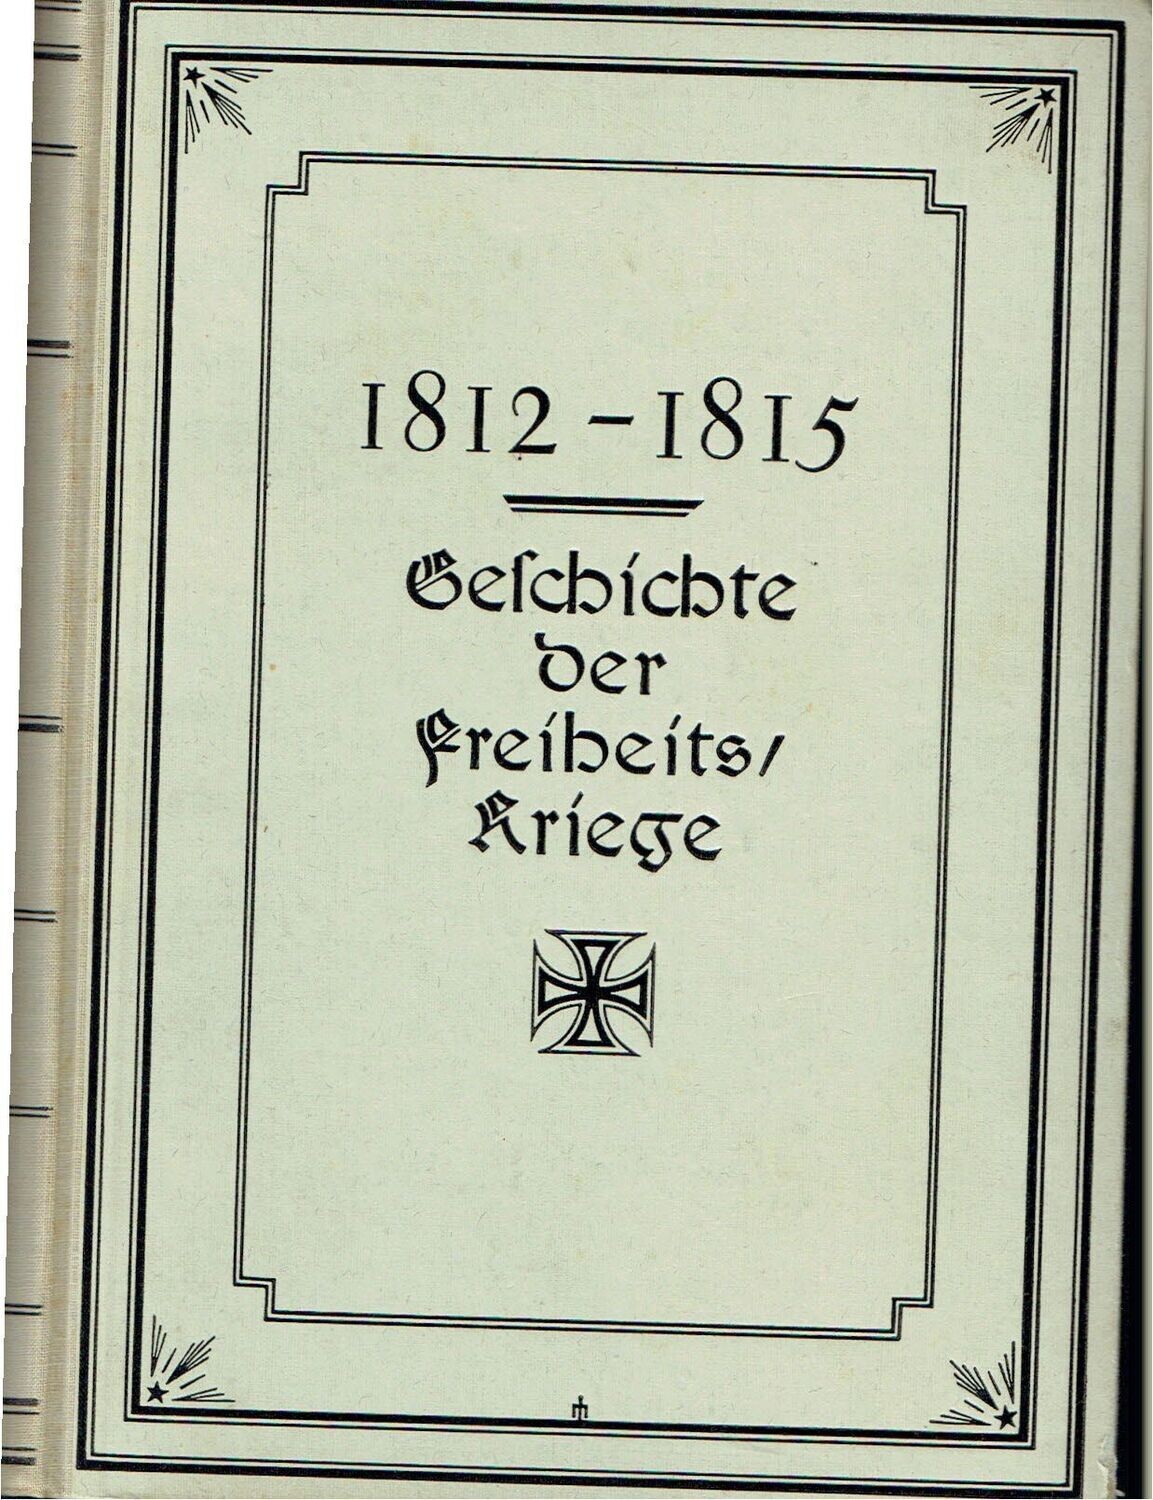 1812 - 1815
Geſchichte
der
Freiheits/
Kriege